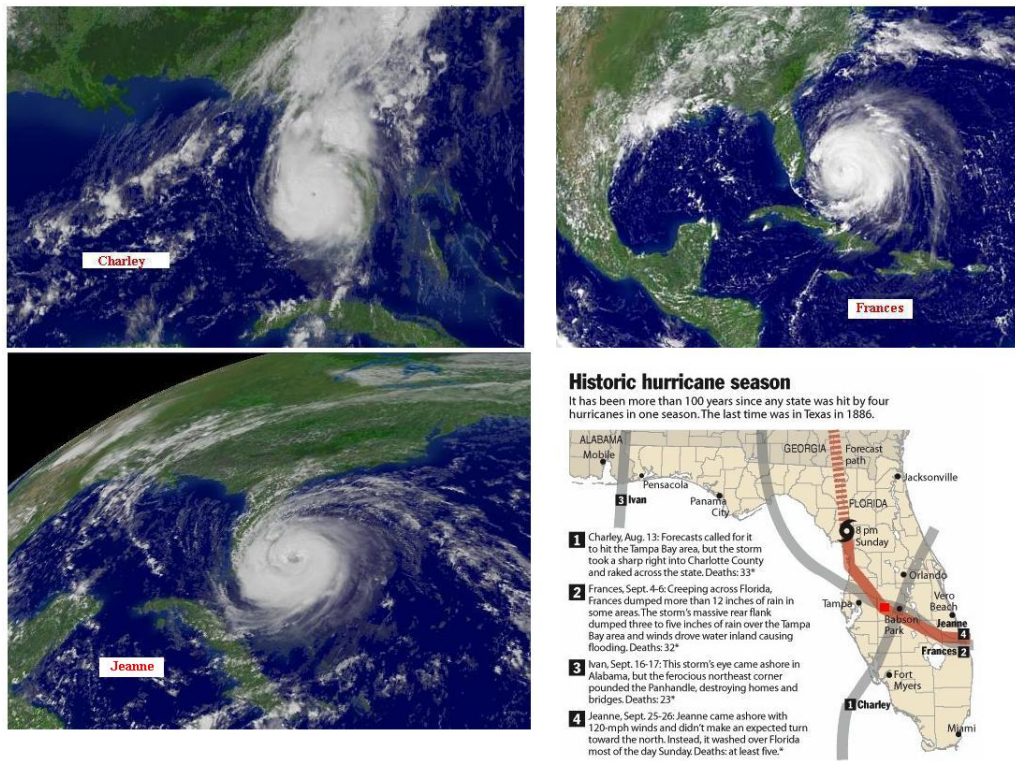 Charley
Frances
Jeanne
Historic hurricane season
It has been more than 100 years since any state was hit by four
hurricanes in one season. The last time was in Texas in 1886.
ALABAMA
Mobile
GEORGIA
Forecast
path
Pensacola
Jacksonville
3 Ivan
Panama
City
FLORIDA
8 pm
Sunday
1 Charley, Aug. 13: Forecasts called for it
to hit the Tampa Bay area, but the storm
took a sharp right into Charlotte County
and raked across the state. Deaths: 33*
2 Frances, Sept. 4-6: Creeping across Florida,
Frances dumped more than 12 inches of rain in
some areas. The storm's massive rear flank
dumped three to five inches of rain over the Tampa
Bay area and winds drove water inland causing
flooding. Deaths: 32*
3 Ivan, Sept. 16-17: This storm's eye came ashore in
Alabama, but the ferocious northeast corner
pounded the Panhandle, destroying homes and
bridges. Deaths: 23*
4 Jeanne, Sept. 25-26: Jeanne came ashore with
120-mph winds and didn't make an expected turn
toward the north. Instead, it washed over Florida
most of the day Sunday. Deaths: at least five.*
Orlando
Tampa
Vero
Beach
Babson
Park
Jeanne
4
Frances 2
Fort
Myers
1 Charley
Miami